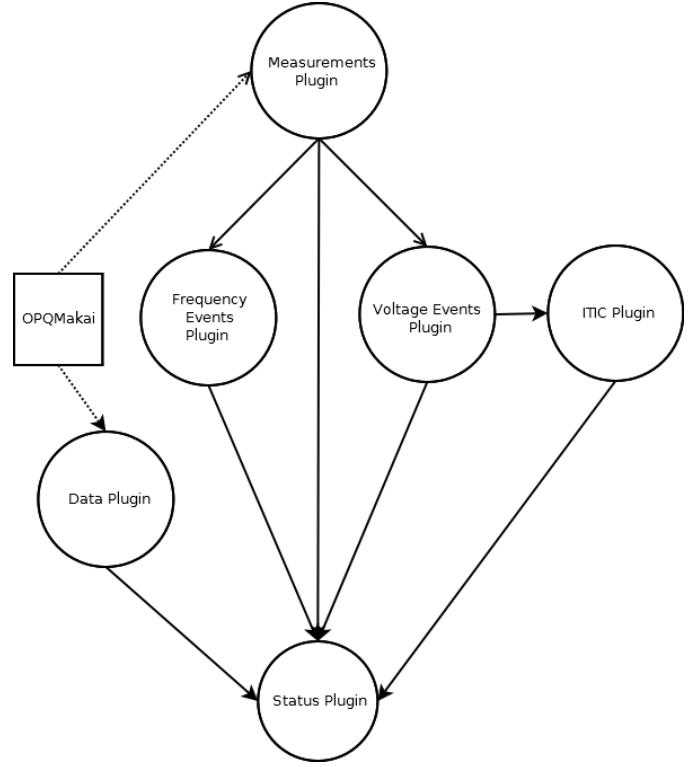 Measurements
Plugin
OPQMakai
Frequency
Events
Plugin
Voltage Events
Plugin
ITIC Plugin
Data Plugin
Status Plugin